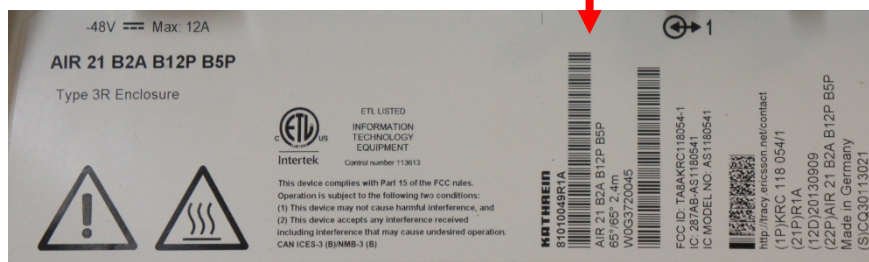 -48V Max: 12A
AIR 21 B2A B12P B5P
Type 3R Enclosure
C US
Intertek
ETL LISTED
INFORMATION
TECHNOLOGY
EQUIPMENT
Control number 113613
This device complies with Part 15 of the FCC rules.
Operation is subject to the following two conditions:
(1) This device may not cause harmful interference, and
(2) This device accepts any interference received
including interference that may cause undesired operation.
CAN ICES-3 (B)/NMB-3 (B)
KATHREIN
81010049R1A
AIR 21 B2A B12P B5P
65°/65° 2,4m
W0G3720045
1
FCC ID: TA8AKRC118054-1
IC: 287AB-AS1180541
IC MODEL NO: AS1180541
http://tracy.ericsson.net/contact
(1P)KRC 118 054/1
(21P)R1A
(12D)20130909
(22P)AIR 21 B2A B12P B5P
Made in Germany
(S)CQ30113021